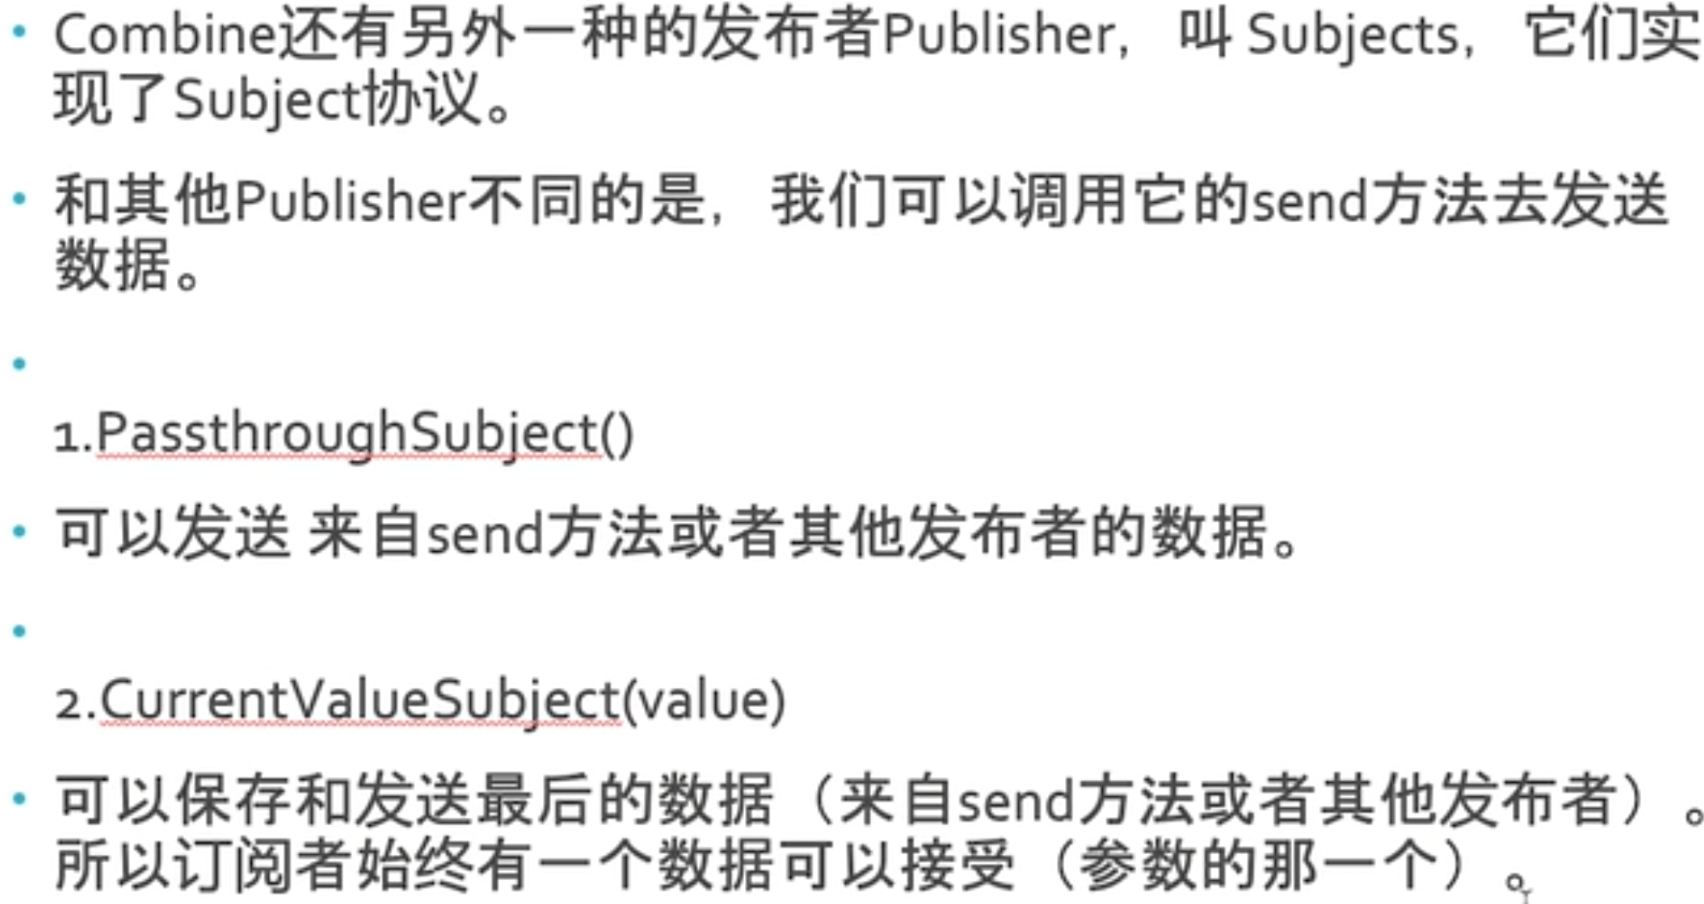 Combine还有另外一种的发布者Publisher, 叫 Subjects, 它们实
现了Subject协议。
和其他Publisher不同的是, 我们可以调用它的send方法去发送
数据。
1.PassthroughSubject()
可以发送 来自send方法或者其他发布者的数据。
2.CurrentValueSubject(value)
可以保存和发送最后的数据（来自send方法或者其他发布者）。
所以订阅者始终有一个数据可以接受（参数的那一个）。